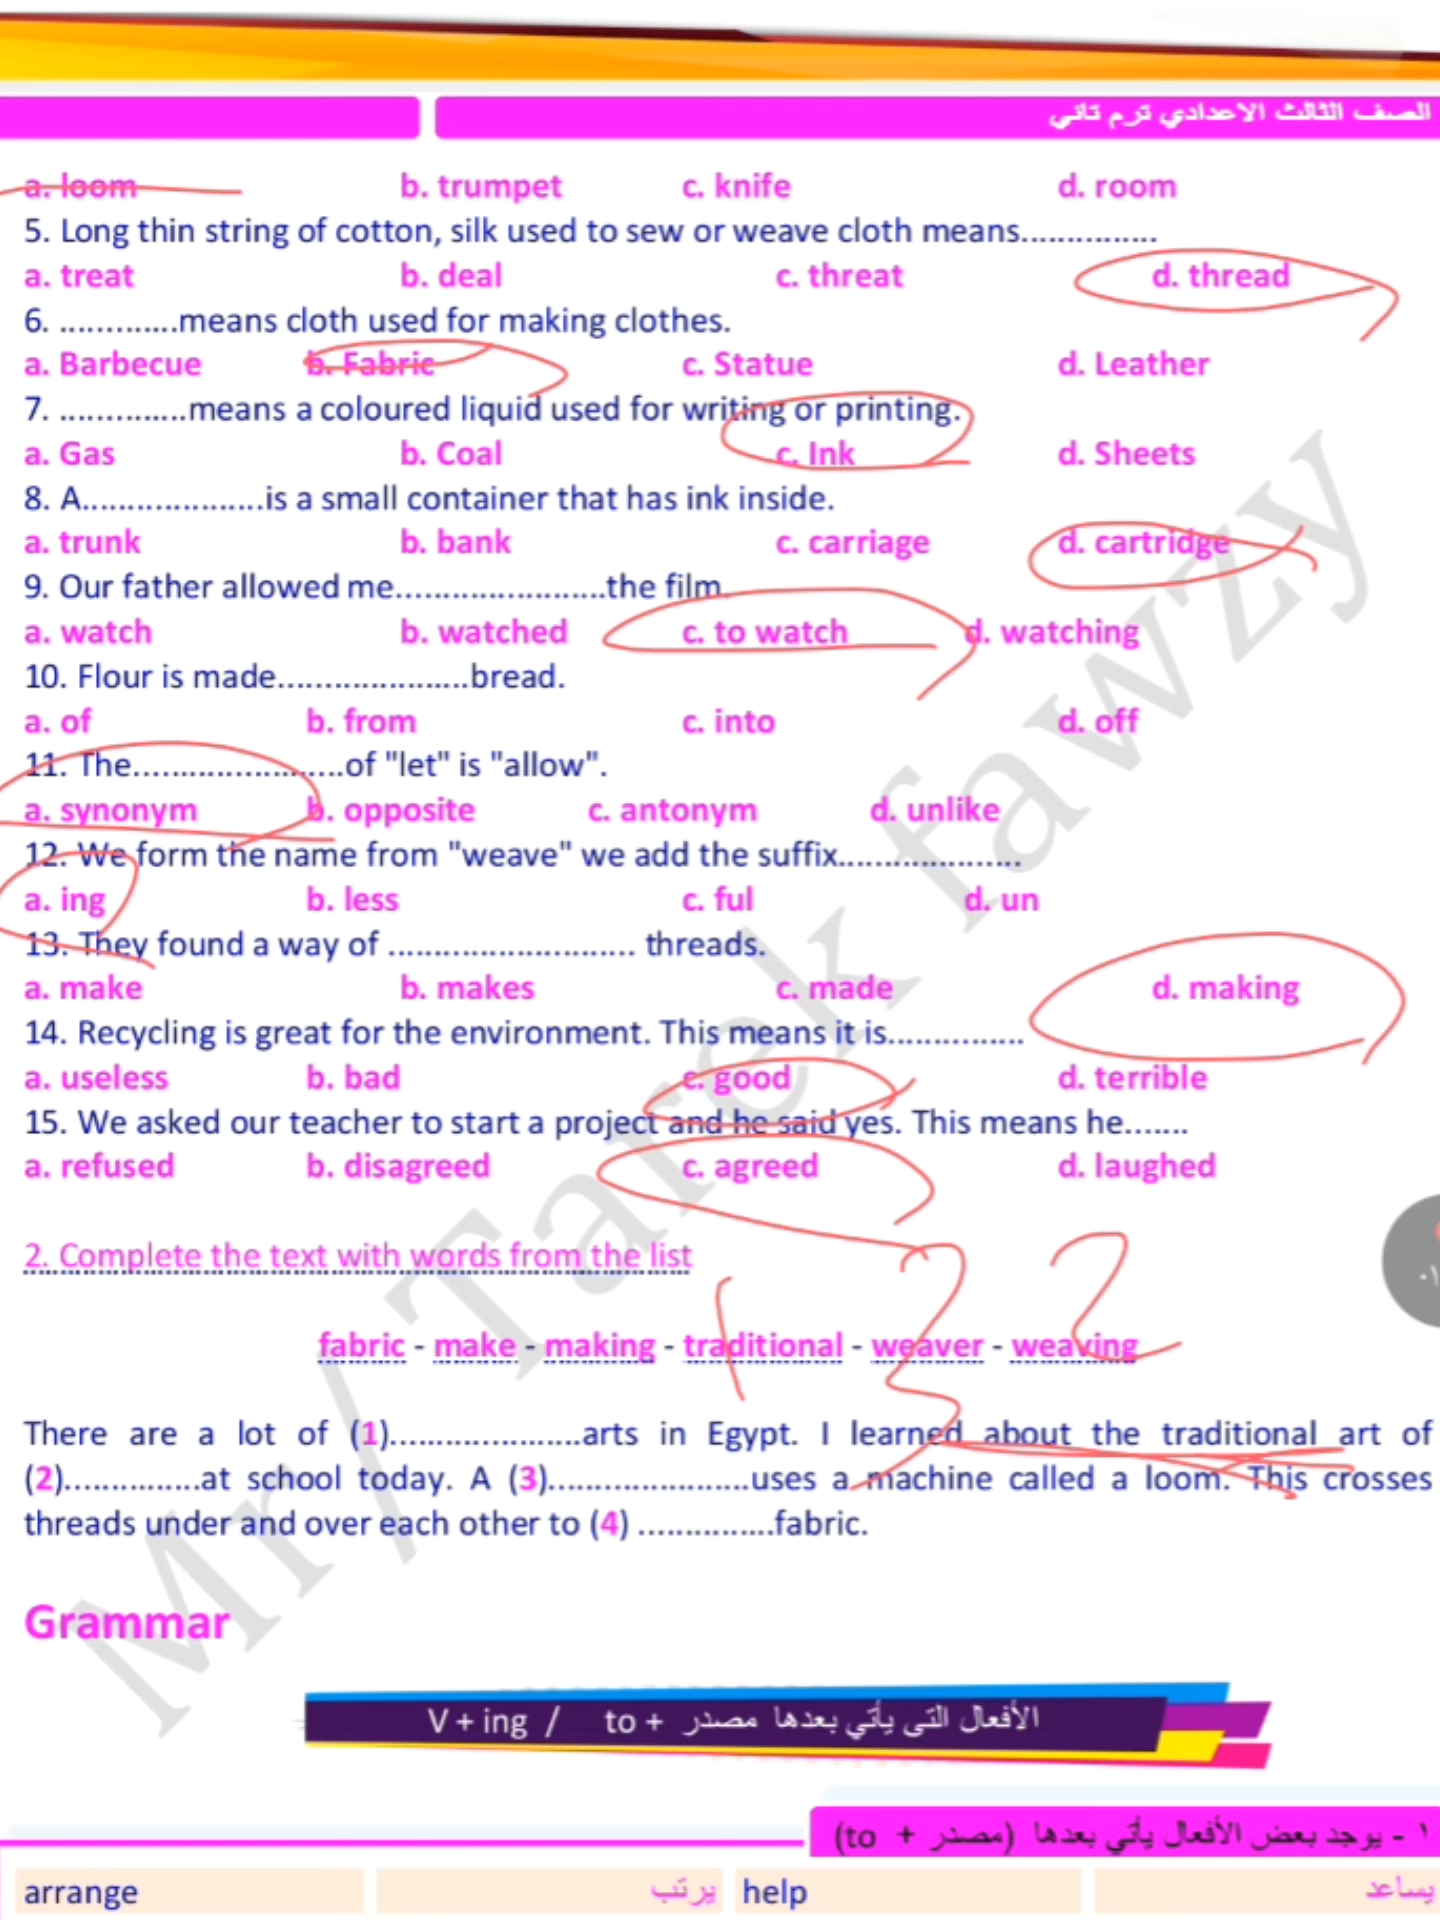 الصف الثالث الاعدادي ترم تاني
a. loom b. trumpet c. knife d. room
5. Long thin string of cotton, silk used to sew or weave cloth means...............
a. treat b. deal c. threat d. thread
6. .............means cloth used for making clothes.
a. Barbecue b. Fabric c. Statue d. Leather
7. ..............means a coloured liquid used for writing or printing.
a. Gas b. Coal c. Ink d. Sheets
8. A....................is a small container that has ink inside.
a. trunk b. bank c. carriage d. cartridge
9. Our father allowed me.......................the film.
a. watch b. watched c. to watch d. watching
10. Flour is made.....................bread.
a. of b. from c. into d. off
11. The.......................of "let" is "allow".
a. synonym b. opposite c. antonym d. unlike
12. We form the name from "weave" we add the suffix....................
a. ing b. less c. ful d. un
13. They found a way of ........................... threads.
a. make b. makes c. made d. making
14. Recycling is great for the environment. This means it is...............
a. useless b. bad c. good d. terrible
15. We asked our teacher to start a project and he said yes. This means he.......
a. refused b. disagreed c. agreed d. laughed
2. Complete the text with words from the list
1 3 2
fabric - make - making - traditional - weaver - weaving
There are a lot of (1).....................arts in Egypt. I learned about the traditional art of
(2)...............at school today. A (3)......................uses a machine called a loom. This crosses
threads under and over each other to (4) ...............fabric.
Mr/ Tarek fawzy
Grammar
الأفعال التى يأتي بعدها مصدر + to / V + ing
١ - يوجد بعض الأفعال يأتي بعدها (مصدر + to)
arrange يرتب help يساعد